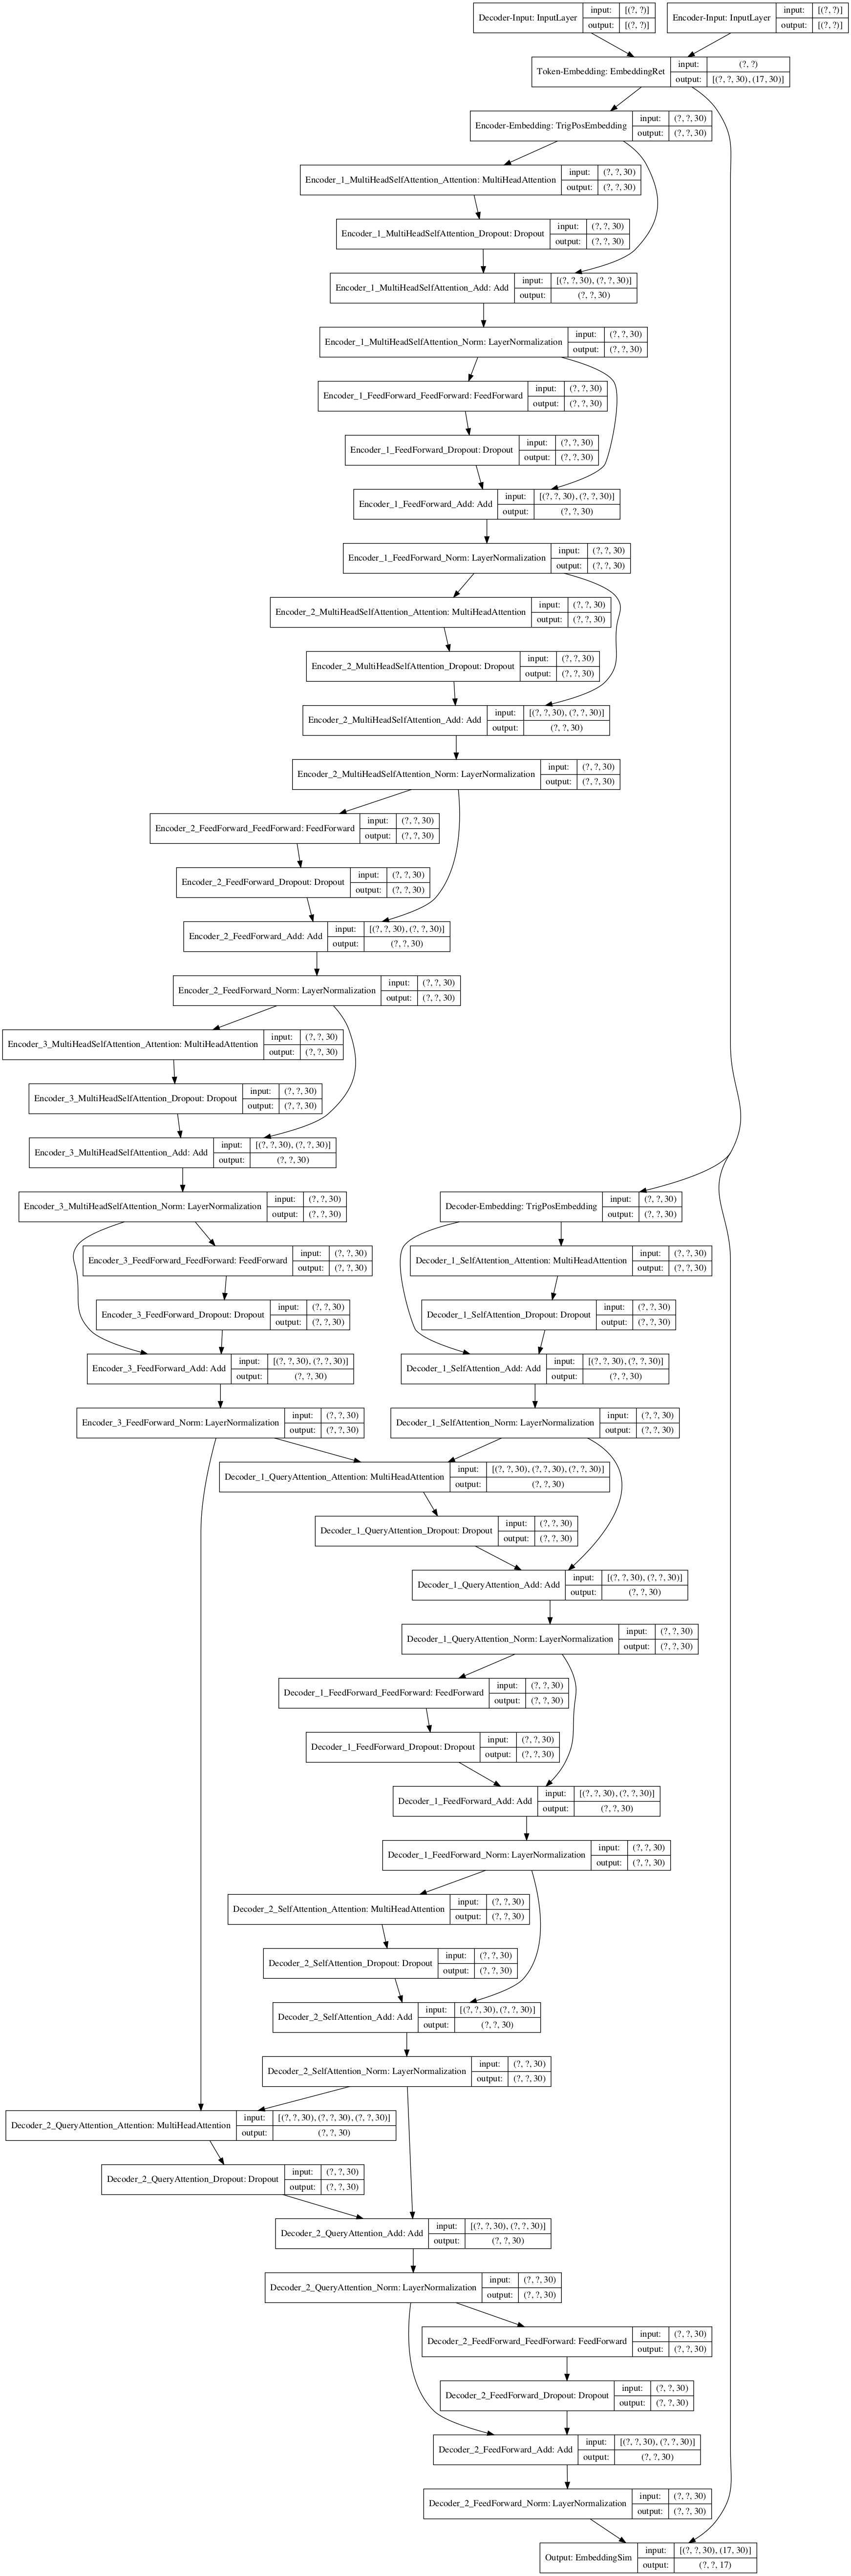 Decoder-Input: InputLayer input: [(?, ?)] output: [(?, ?)]
Encoder-Input: InputLayer input: [(?, ?)] output: [(?, ?)]
Token-Embedding: EmbeddingRet input: (?, ?) output: [(?, ?, 30), (17, 30)]
Encoder-Embedding: TrigPosEmbedding input: (?, ?, 30) output: (?, ?, 30)
Encoder_1_MultiHeadSelfAttention_Attention: MultiHeadAttention input: (?, ?, 30) output: (?, ?, 30)
Encoder_1_MultiHeadSelfAttention_Dropout: Dropout input: (?, ?, 30) output: (?, ?, 30)
Encoder_1_MultiHeadSelfAttention_Add: Add input: [(?, ?, 30), (?, ?, 30)] output: (?, ?, 30)
Encoder_1_MultiHeadSelfAttention_Norm: LayerNormalization input: (?, ?, 30) output: (?, ?, 30)
Encoder_1_FeedForward_FeedForward: FeedForward input: (?, ?, 30) output: (?, ?, 30)
Encoder_1_FeedForward_Dropout: Dropout input: (?, ?, 30) output: (?, ?, 30)
Encoder_1_FeedForward_Add: Add input: [(?, ?, 30), (?, ?, 30)] output: (?, ?, 30)
Encoder_1_FeedForward_Norm: LayerNormalization input: (?, ?, 30) output: (?, ?, 30)
Encoder_2_MultiHeadSelfAttention_Attention: MultiHeadAttention input: (?, ?, 30) output: (?, ?, 30)
Encoder_2_MultiHeadSelfAttention_Dropout: Dropout input: (?, ?, 30) output: (?, ?, 30)
Encoder_2_MultiHeadSelfAttention_Add: Add input: [(?, ?, 30), (?, ?, 30)] output: (?, ?, 30)
Encoder_2_MultiHeadSelfAttention_Norm: LayerNormalization input: (?, ?, 30) output: (?, ?, 30)
Encoder_2_FeedForward_FeedForward: FeedForward input: (?, ?, 30) output: (?, ?, 30)
Encoder_2_FeedForward_Dropout: Dropout input: (?, ?, 30) output: (?, ?, 30)
Encoder_2_FeedForward_Add: Add input: [(?, ?, 30), (?, ?, 30)] output: (?, ?, 30)
Encoder_2_FeedForward_Norm: LayerNormalization input: (?, ?, 30) output: (?, ?, 30)
Encoder_3_MultiHeadSelfAttention_Attention: MultiHeadAttention input: (?, ?, 30) output: (?, ?, 30)
Encoder_3_MultiHeadSelfAttention_Dropout: Dropout input: (?, ?, 30) output: (?, ?, 30)
Encoder_3_MultiHeadSelfAttention_Add: Add input: [(?, ?, 30), (?, ?, 30)] output: (?, ?, 30)
Encoder_3_MultiHeadSelfAttention_Norm: LayerNormalization input: (?, ?, 30) output: (?, ?, 30)
Decoder-Embedding: TrigPosEmbedding input: (?, ?, 30) output: (?, ?, 30)
Encoder_3_FeedForward_FeedForward: FeedForward input: (?, ?, 30) output: (?, ?, 30)
Decoder_1_SelfAttention_Attention: MultiHeadAttention input: (?, ?, 30) output: (?, ?, 30)
Encoder_3_FeedForward_Dropout: Dropout input: (?, ?, 30) output: (?, ?, 30)
Decoder_1_SelfAttention_Dropout: Dropout input: (?, ?, 30) output: (?, ?, 30)
Encoder_3_FeedForward_Add: Add input: [(?, ?, 30), (?, ?, 30)] output: (?, ?, 30)
Decoder_1_SelfAttention_Add: Add input: [(?, ?, 30), (?, ?, 30)] output: (?, ?, 30)
Encoder_3_FeedForward_Norm: LayerNormalization input: (?, ?, 30) output: (?, ?, 30)
Decoder_1_SelfAttention_Norm: LayerNormalization input: (?, ?, 30) output: (?, ?, 30)
Decoder_1_QueryAttention_Attention: MultiHeadAttention input: [(?, ?, 30), (?, ?, 30), (?, ?, 30)] output: (?, ?, 30)
Decoder_1_QueryAttention_Dropout: Dropout input: (?, ?, 30) output: (?, ?, 30)
Decoder_1_QueryAttention_Add: Add input: [(?, ?, 30), (?, ?, 30)] output: (?, ?, 30)
Decoder_1_QueryAttention_Norm: LayerNormalization input: (?, ?, 30) output: (?, ?, 30)
Decoder_1_FeedForward_FeedForward: FeedForward input: (?, ?, 30) output: (?, ?, 30)
Decoder_1_FeedForward_Dropout: Dropout input: (?, ?, 30) output: (?, ?, 30)
Decoder_1_FeedForward_Add: Add input: [(?, ?, 30), (?, ?, 30)] output: (?, ?, 30)
Decoder_1_FeedForward_Norm: LayerNormalization input: (?, ?, 30) output: (?, ?, 30)
Decoder_2_SelfAttention_Attention: MultiHeadAttention input: (?, ?, 30) output: (?, ?, 30)
Decoder_2_SelfAttention_Dropout: Dropout input: (?, ?, 30) output: (?, ?, 30)
Decoder_2_SelfAttention_Add: Add input: [(?, ?, 30), (?, ?, 30)] output: (?, ?, 30)
Decoder_2_SelfAttention_Norm: LayerNormalization input: (?, ?, 30) output: (?, ?, 30)
Decoder_2_QueryAttention_Attention: MultiHeadAttention input: [(?, ?, 30), (?, ?, 30), (?, ?, 30)] output: (?, ?, 30)
Decoder_2_QueryAttention_Dropout: Dropout input: (?, ?, 30) output: (?, ?, 30)
Decoder_2_QueryAttention_Add: Add input: [(?, ?, 30), (?, ?, 30)] output: (?, ?, 30)
Decoder_2_QueryAttention_Norm: LayerNormalization input: (?, ?, 30) output: (?, ?, 30)
Decoder_2_FeedForward_FeedForward: FeedForward input: (?, ?, 30) output: (?, ?, 30)
Decoder_2_FeedForward_Dropout: Dropout input: (?, ?, 30) output: (?, ?, 30)
Decoder_2_FeedForward_Add: Add input: [(?, ?, 30), (?, ?, 30)] output: (?, ?, 30)
Decoder_2_FeedForward_Norm: LayerNormalization input: (?, ?, 30) output: (?, ?, 30)
Output: EmbeddingSim input: [(?, ?, 30), (17, 30)] output: (?, ?, 17)